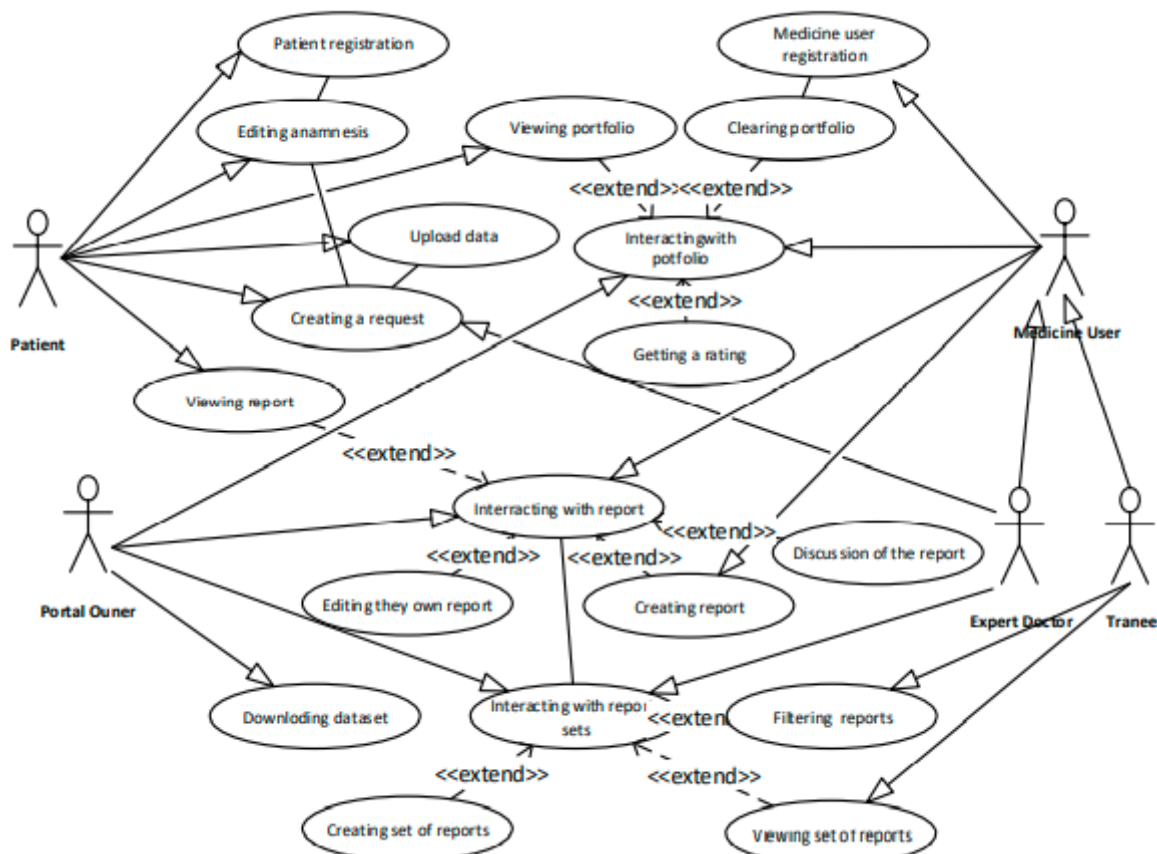 Patient registration
Medicine user
registration
Editing anamnesis
Viewing portfolio
Clearing portfolio
<<extend>>
<<extend>>
Upload data
Interacting with
potfolio
<<extend>>
Creating a request
Patient
Medicine User
Getting a rating
Viewing report
<<extend>>
Interracting with report
<<extend>>
Discussion of the report
<<extend>>
<<extend>>
Editing they own report
Creating report
Portal Ouner
Expert Doctor
Tranee
Downloding dataset
Interacting with repor
sets
<<exten
Filtering reports
<<extend>>
<<extend>>
Creating set of reports
Viewing set of reports